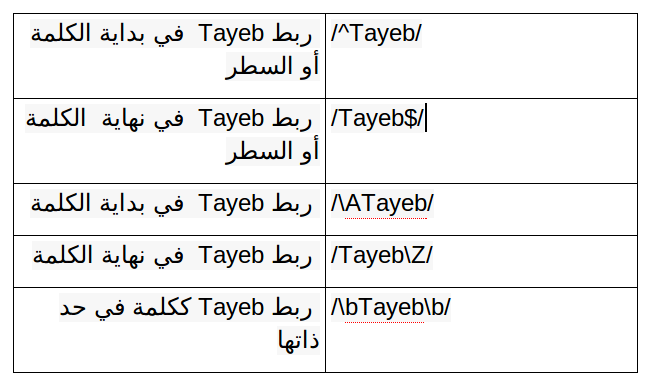 ربط Tayeb في بداية الكلمة
أو السطر
/^Tayeb/
ربط Tayeb في نهاية الكلمة
أو السطر
/Tayeb$/
ربط Tayeb في بداية الكلمة
/\ATayeb/
ربط Tayeb في نهاية الكلمة
/Tayeb\Z/
ربط Tayeb ككلمة في حد
ذاتها
/\bTayeb\b/